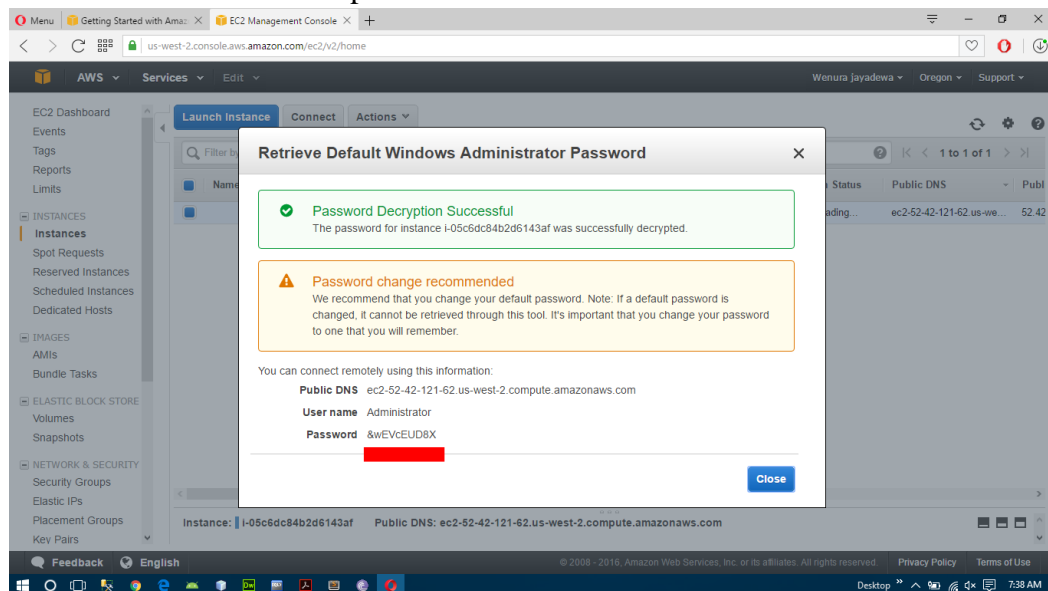 Menu
Getting Started with Amaz
EC2 Management Console
us-west-2.console.aws.amazon.com/ec2/v2/home
AWS Services Edit Wenura jayadewa Oregon Support
EC2 Dashboard
Events
Tags
Reports
Limits
INSTANCES
Instances
Spot Requests
Reserved Instances
Scheduled Instances
Dedicated Hosts
IMAGES
AMIs
Bundle Tasks
ELASTIC BLOCK STORE
Volumes
Snapshots
NETWORK & SECURITY
Security Groups
Elastic IPs
Placement Groups
Key Pairs
Launch Instance Connect Actions
Filter by 1 to 1 of 1
Name Status Public DNS Publ
ading... ec2-52-42-121-62.us-we... 52.42
Retrieve Default Windows Administrator Password
Password Decryption Successful
The password for instance i-05c6dc84b2d6143af was successfully decrypted.
Password change recommended
We recommend that you change your default password. Note: If a default password is
changed, it cannot be retrieved through this tool. It's important that you change your password
to one that you will remember.
You can connect remotely using this information:
Public DNS ec2-52-42-121-62.us-west-2.compute.amazonaws.com
User name Administrator
Password &wEVcEUD8X
Close
Instance: i-05c6dc84b2d6143af Public DNS: ec2-52-42-121-62.us-west-2.compute.amazonaws.com
Feedback English © 2008 - 2016, Amazon Web Services, Inc. or its affiliates. All rights reserved. Privacy Policy Terms of Use
Desktop 7:38 AM